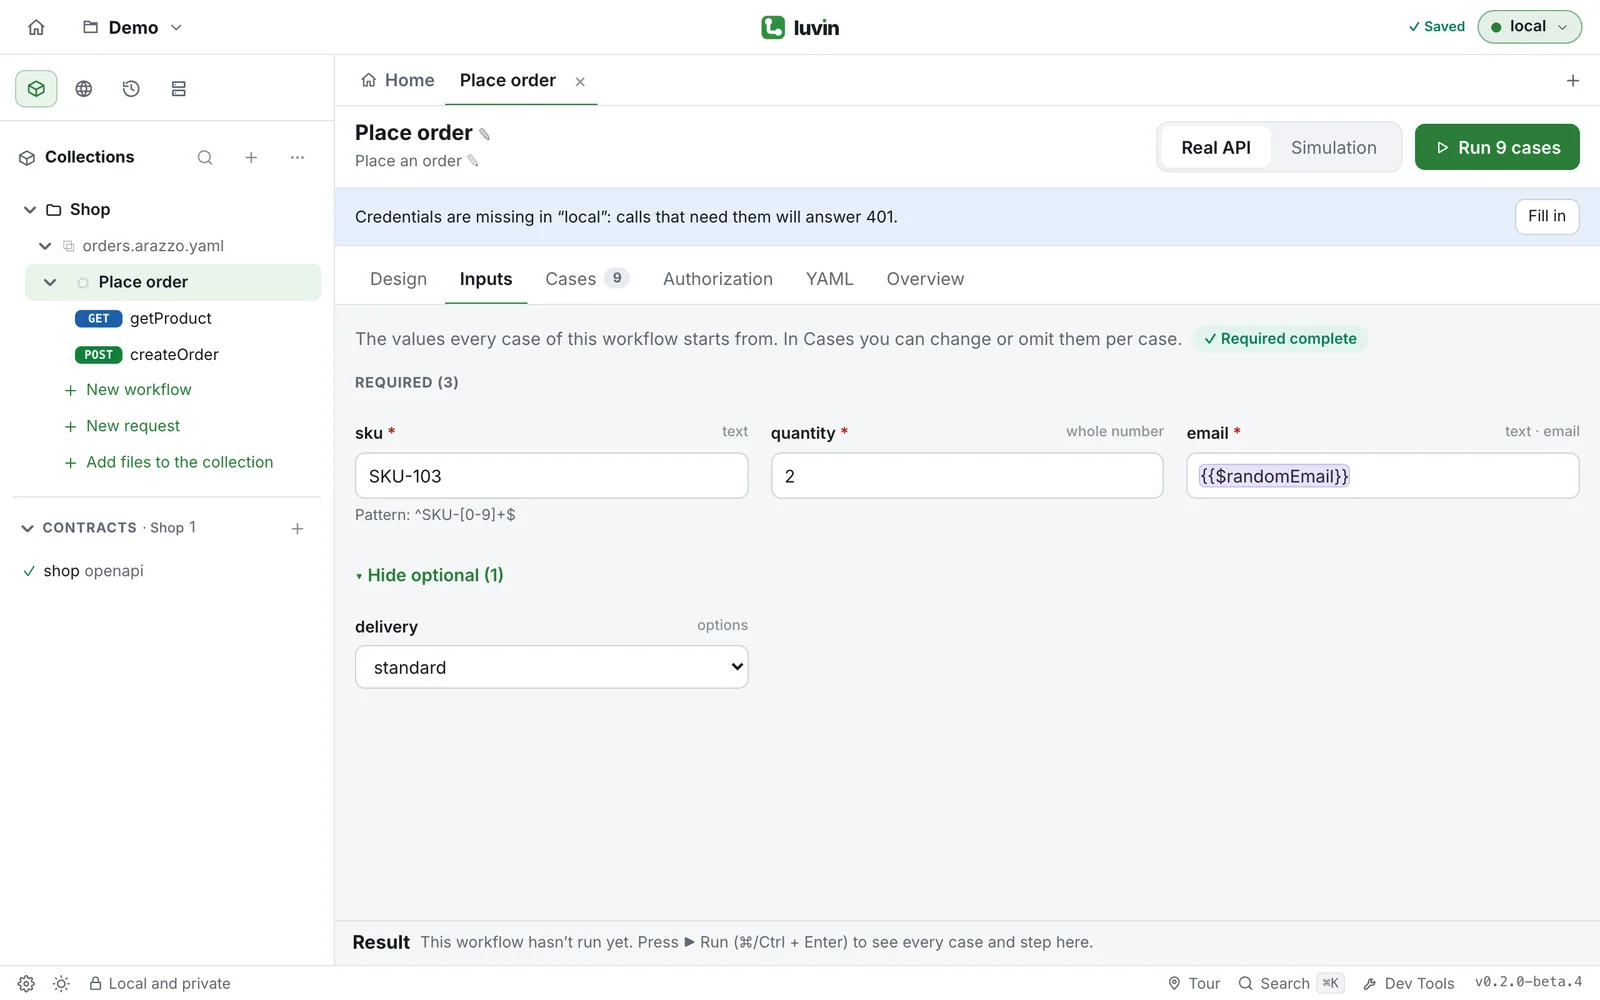 Demo
luvin
Saved
local
Home
Place order
Collections
Shop
orders.arazzo.yaml
Place order
GET getProduct
POST createOrder
New workflow
New request
Add files to the collection
CONTRACTS · Shop 1
shop openapi
Place order
Place an order
Real API
Simulation
Run 9 cases
Credentials are missing in “local”: calls that need them will answer 401.
Fill in
Design
Inputs
Cases 9
Authorization
YAML
Overview
The values every case of this workflow starts from. In Cases you can change or omit them per case.
Required complete
REQUIRED (3)
sku * text
SKU-103
Pattern: ^SKU-[0-9]+$
quantity * whole number
2
email * text · email
{{$randomEmail}}
Hide optional (1)
delivery options
standard
Result This workflow hasn’t run yet. Press ▶ Run (⌘/Ctrl + Enter) to see every case and step here.
Local and private
Tour
Search ⌘K
Dev Tools
v0.2.0-beta.4